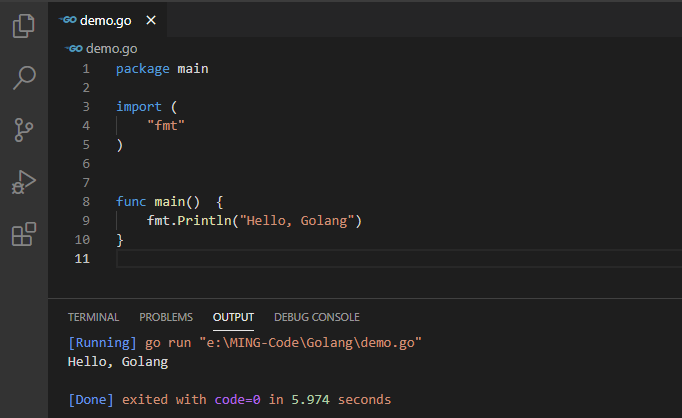 GO demo.go
GO demo.go
1 package main
2
3 import (
4 "fmt"
5 )
6
7
8 func main()  {
9 fmt.Println("Hello, Golang")
10 }
11
TERMINAL PROBLEMS OUTPUT DEBUG CONSOLE
[Running] go run "e:\MING-Code\Golang\demo.go"
Hello, Golang
[Done] exited with code=0 in 5.974 seconds